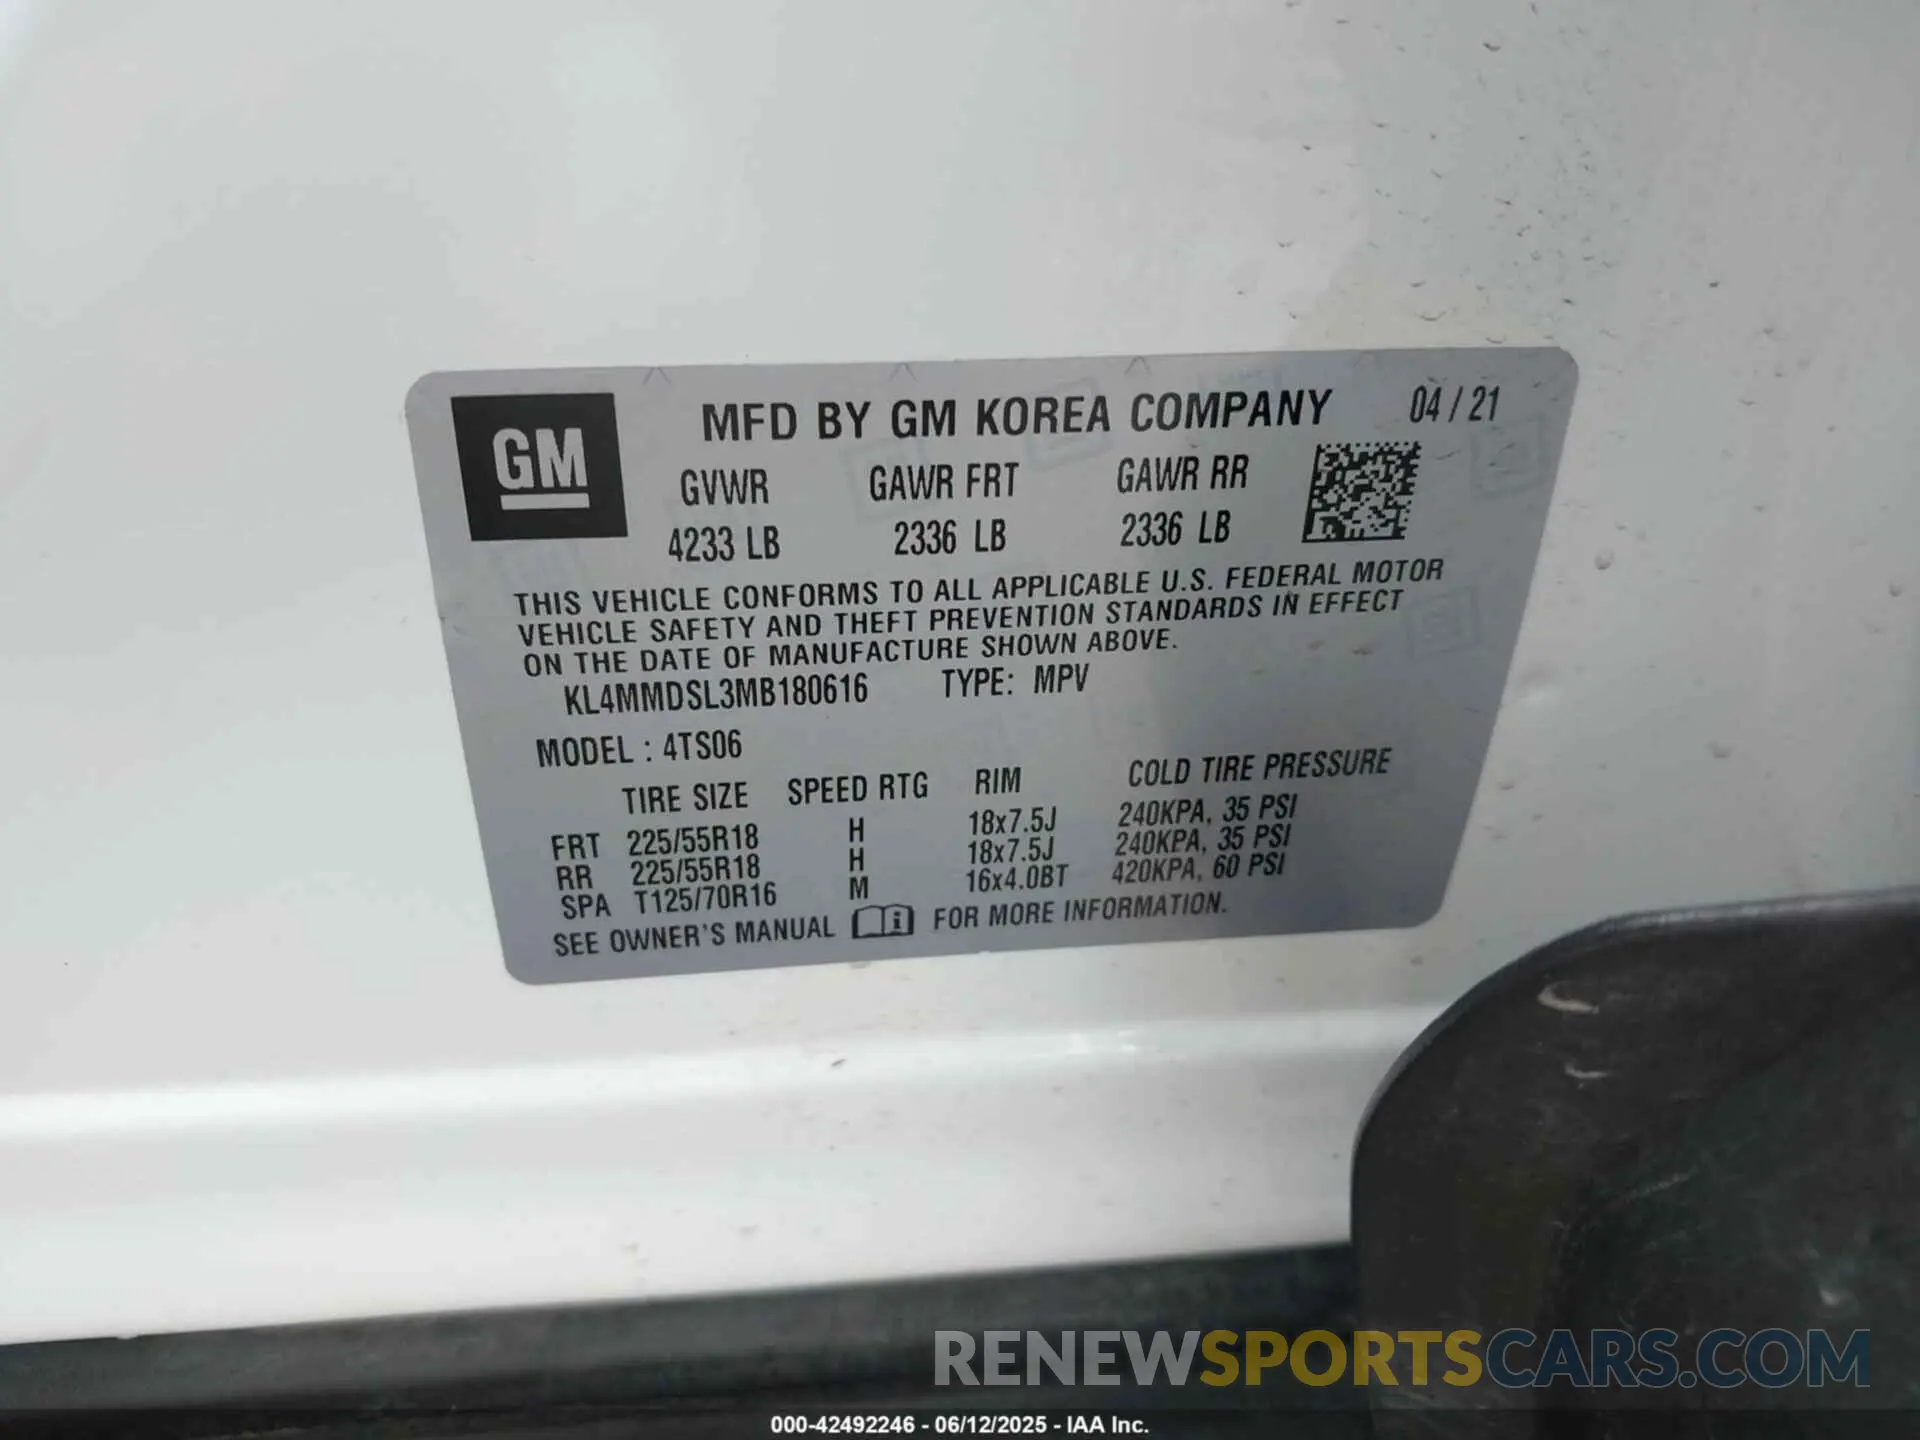 GM
MFD BY GM KOREA COMPANY 04 / 21
GVWR GAWR FRT GAWR RR
4233 LB 2336 LB 2336 LB
THIS VEHICLE CONFORMS TO ALL APPLICABLE U.S. FEDERAL MOTOR
VEHICLE SAFETY AND THEFT PREVENTION STANDARDS IN EFFECT
ON THE DATE OF MANUFACTURE SHOWN ABOVE.
KL4MMDSL3MB180616 TYPE: MPV
MODEL : 4TS06
TIRE SIZE SPEED RTG RIM COLD TIRE PRESSURE
FRT 225/55R18 H 18x7.5J 240KPA, 35 PSI
RR 225/55R18 H 18x7.5J 240KPA, 35 PSI
SPA T125/70R16 M 16x4.0BT 420KPA, 60 PSI
SEE OWNER'S MANUAL i FOR MORE INFORMATION.
RENEWSPORTSCARS.COM
000-42492246 - 06/12/2025 - IAA Inc.